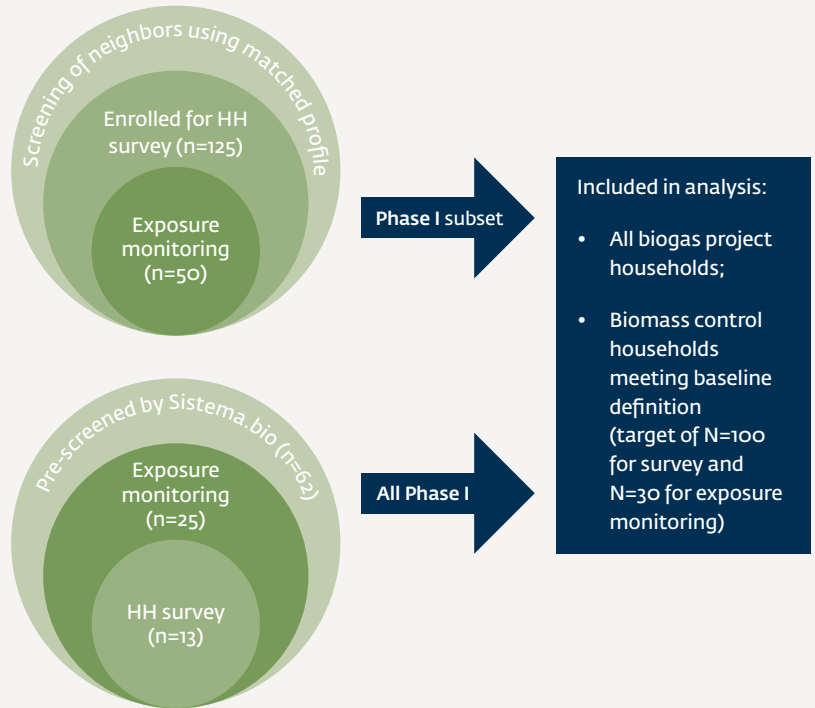 Screening of neighbors using matched profile
Enrolled for HH
survey (n=125)
Exposure
monitoring
(n=50)
Phase I subset
Pre-screened by Sistema.bio (n=62)
Exposure
monitoring
(n=25)
HH survey
(n=13)
All Phase I
Included in analysis:
• All biogas project
households;
• Biomass control
households
meeting baseline
definition
(target of N=100
for survey and
N=30 for exposure
monitoring)